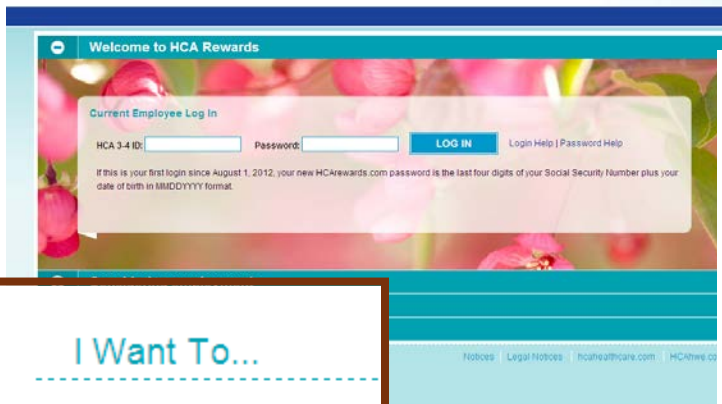 Welcome to HCA Rewards
Current Employee Log In
HCA 3-4 ID: Password: LOG IN Login Help | Password Help
If this is your first login since August 1, 2012, your new HCArewards.com password is the last four digits of your Social Security Number plus your
date of birth in MMDDYYYY format.
I Want To...
Notices | Legal Notices | hcahealthcare.com | HCAhwe.co